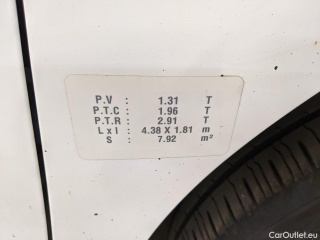 P.V : 1.31 T
P.T.C : 1.96 T
P.T.R : 2.91 T
L x l : 4.38 X 1.81 m
S : 7.92 m²
CarOutlet.eu